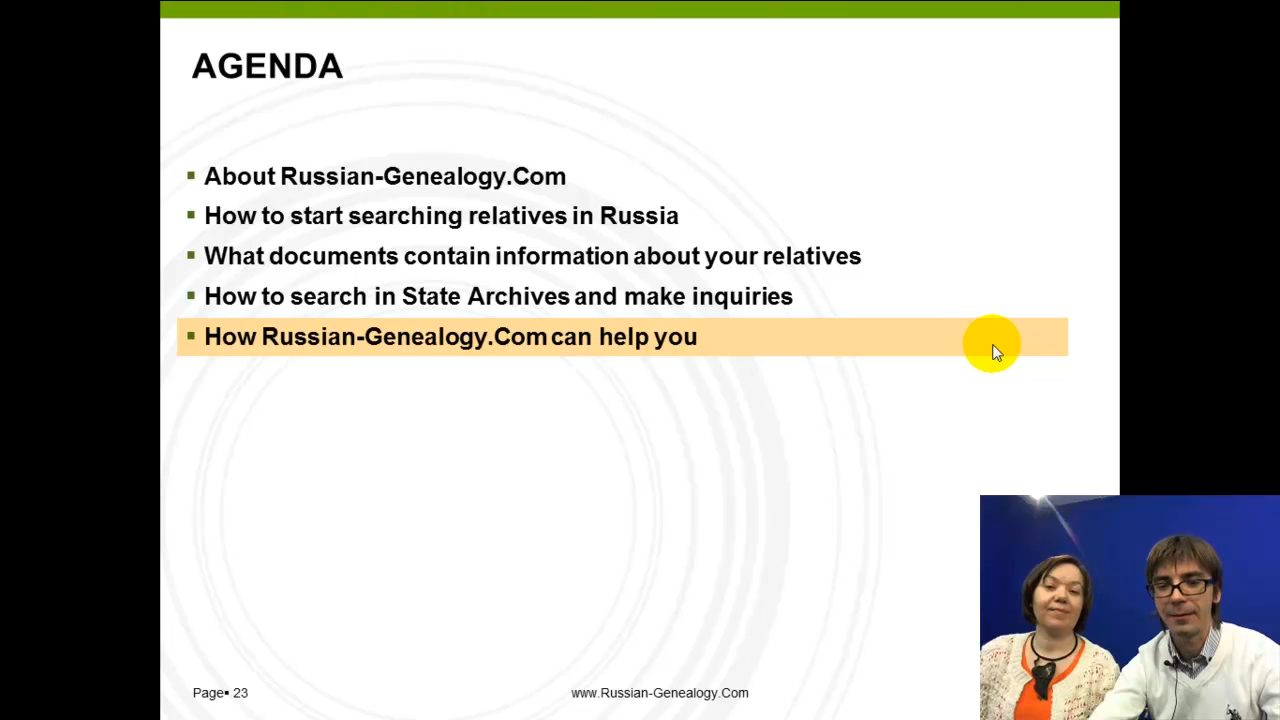 AGENDA
About Russian-Genealogy.Com
How to start searching relatives in Russia
What documents contain information about your relatives
How to search in State Archives and make inquiries
How Russian-Genealogy.Com can help you
Page▪ 23
www.Russian-Genealogy.Com